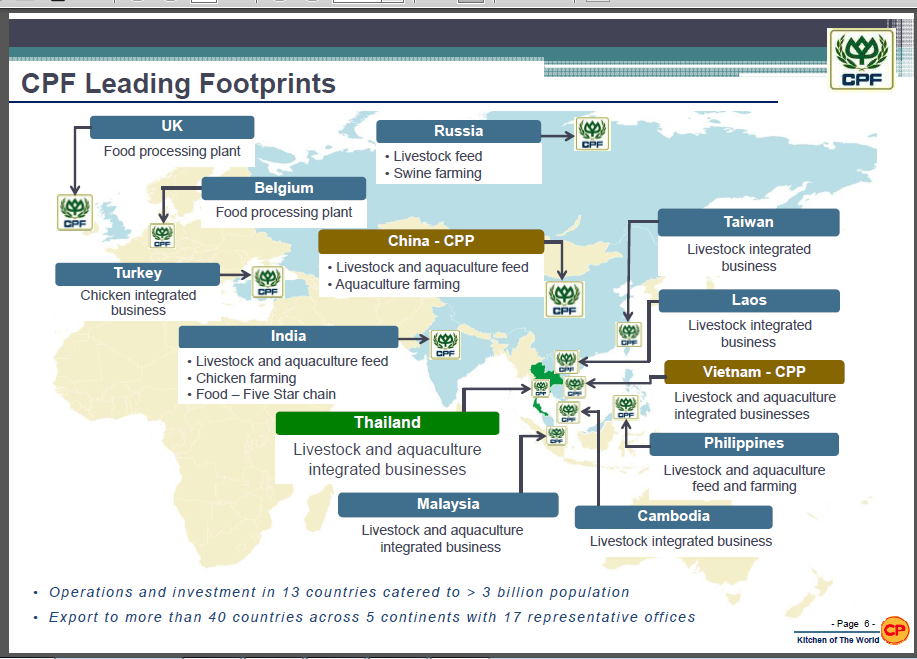 CPF Leading Footprints
CPF
UK
Food processing plant
Russia
• Livestock feed
• Swine farming
CPF
Belgium
Food processing plant
CPF
CPF
Taiwan
Livestock integrated
business
China - CPP
• Livestock and aquaculture feed
• Aquaculture farming
CPF
Turkey
Chicken integrated
business
CPF
CPF
Laos
Livestock integrated
business
India
• Livestock and aquaculture feed
• Chicken farming
• Food – Five Star chain
CPF
CPF
CPF
Vietnam - CPP
Livestock and aquaculture
integrated businesses
CPF
CPF
Thailand
Livestock and aquaculture
integrated businesses
CPF
CPF
CPF
Philippines
Livestock and aquaculture
feed and farming
Malaysia
Livestock and aquaculture
integrated business
Cambodia
Livestock integrated business
• Operations and investment in 13 countries catered to > 3 billion population
• Export to more than 40 countries across 5 continents with 17 representative offices
- Page 6 -
Kitchen of The World
CP